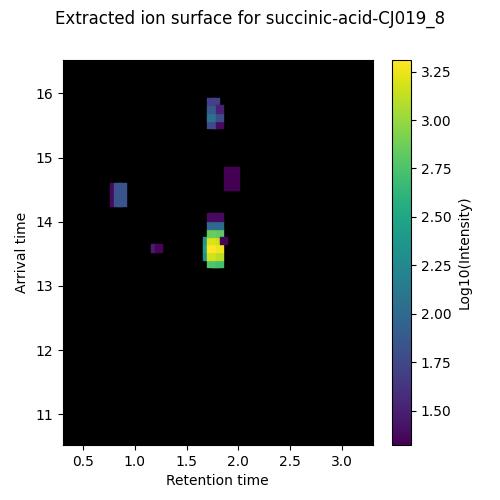 Extracted ion surface for succinic-acid-CJ019_8
16
15
14
13
12
11
Arrival time
0.5 1.0 1.5 2.0 2.5 3.0
Retention time
3.25
3.00
2.75
2.50
2.25
2.00
1.75
1.50
Log10(Intensity)